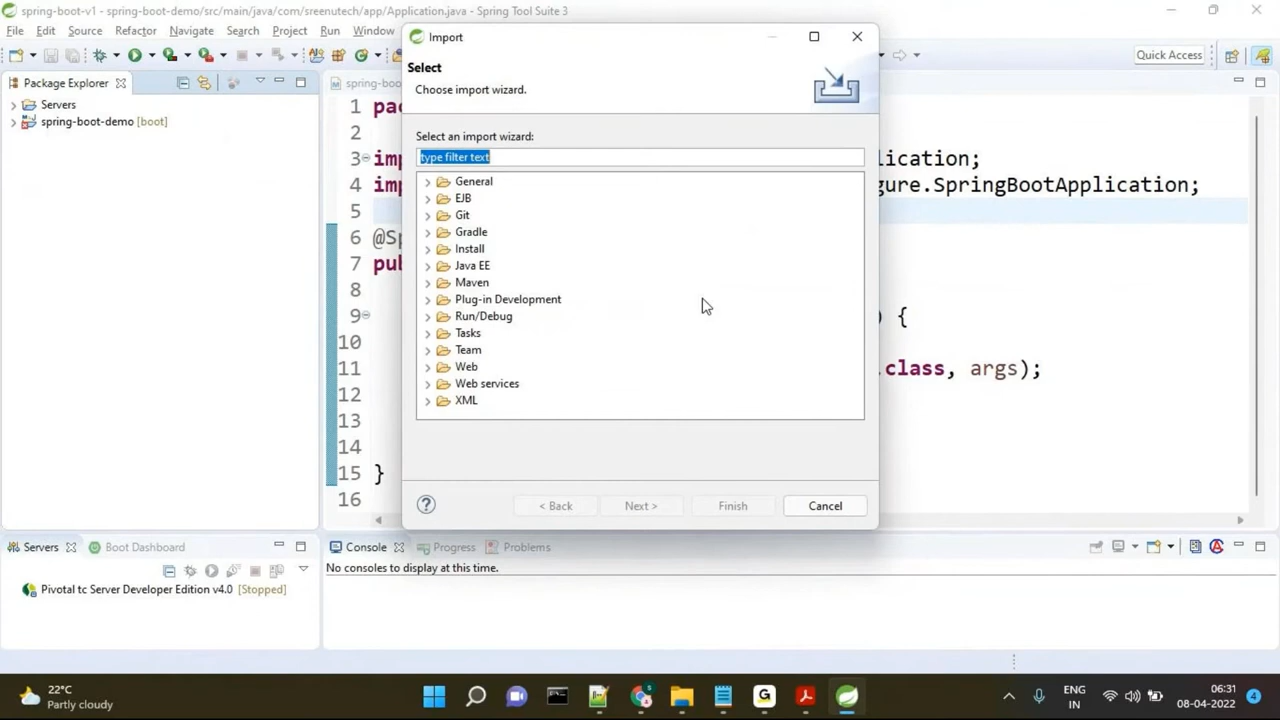 spring-boot-v1 - spring-boot-demo/src/main/java/com/sreenutech/app/Application.java - Spring Tool Suite 3
File Edit Source Refactor Navigate Search Project Run Window
Quick Access
Package Explorer
Servers
spring-boot-demo [boot]
Import
Select
Choose import wizard.
Select an import wizard:
type filter text
General
EJB
Git
Gradle
Install
Java EE
Maven
Plug-in Development
Run/Debug
Tasks
Team
Web
Web services
XML
< Back Next > Finish Cancel
1 pac
2
3 imp lication;
4 imp gure.SpringBootApplication;
5
6 @Sp
7 pub
8
9 ) {
10
11 .class, args);
12
13
14
15 }
16
Servers Boot Dashboard
Pivotal tc Server Developer Edition v4.0 [Stopped]
Console Progress Problems
No consoles to display at this time.
22°C
Partly cloudy
ENG
IN
06:31
08-04-2022
4